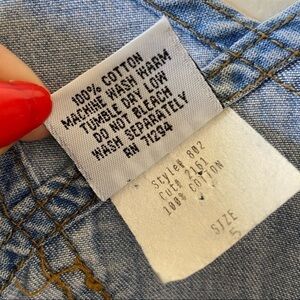 100% COTTON
MACHINE WASH WARM
TUMBLE DRY LOW
DO NOT BLEACH
WASH SEPARATELY
RN 71294
Style# 802
Cut# 2161
100% COTTON
SIZE
5